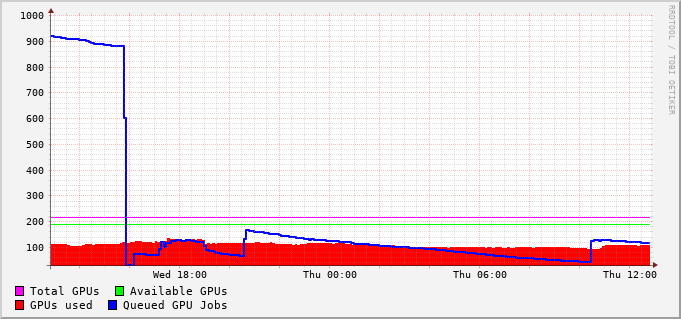 1000
900
800
700
600
500
400
300
200
100
Wed 18:00 Thu 00:00 Thu 06:00 Thu 12:00
Total GPUs Available GPUs
GPUs used Queued GPU Jobs
RRDTOOL / TOBI OETIKER